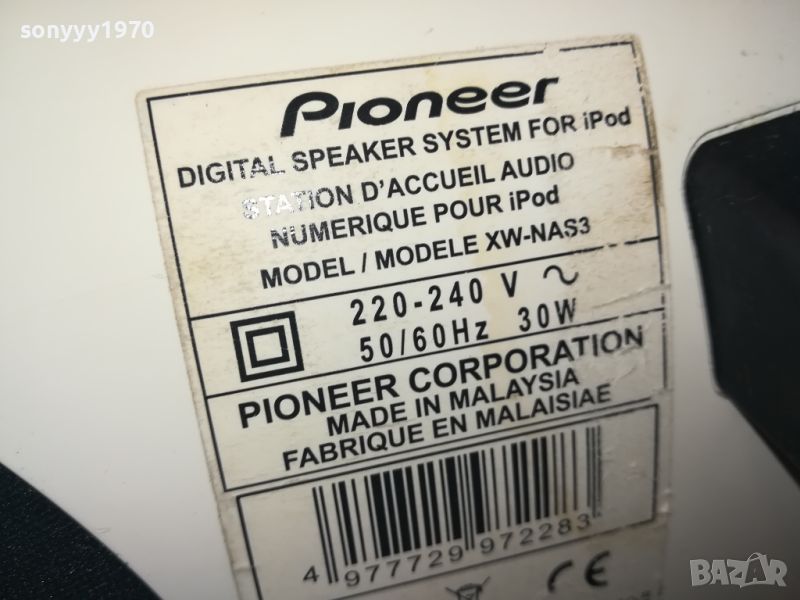 sonyyy1970
Pioneer
DIGITAL SPEAKER SYSTEM FOR iPod
STATION D'ACCUEIL AUDIO
NUMERIQUE POUR iPod
MODEL / MODELE XW-NAS3
220-240 V ~
50/60Hz 30W
PIONEER CORPORATION
MADE IN MALAYSIA
FABRIQUE EN MALAISIAE
4 977729 972283
CE
BAZAR